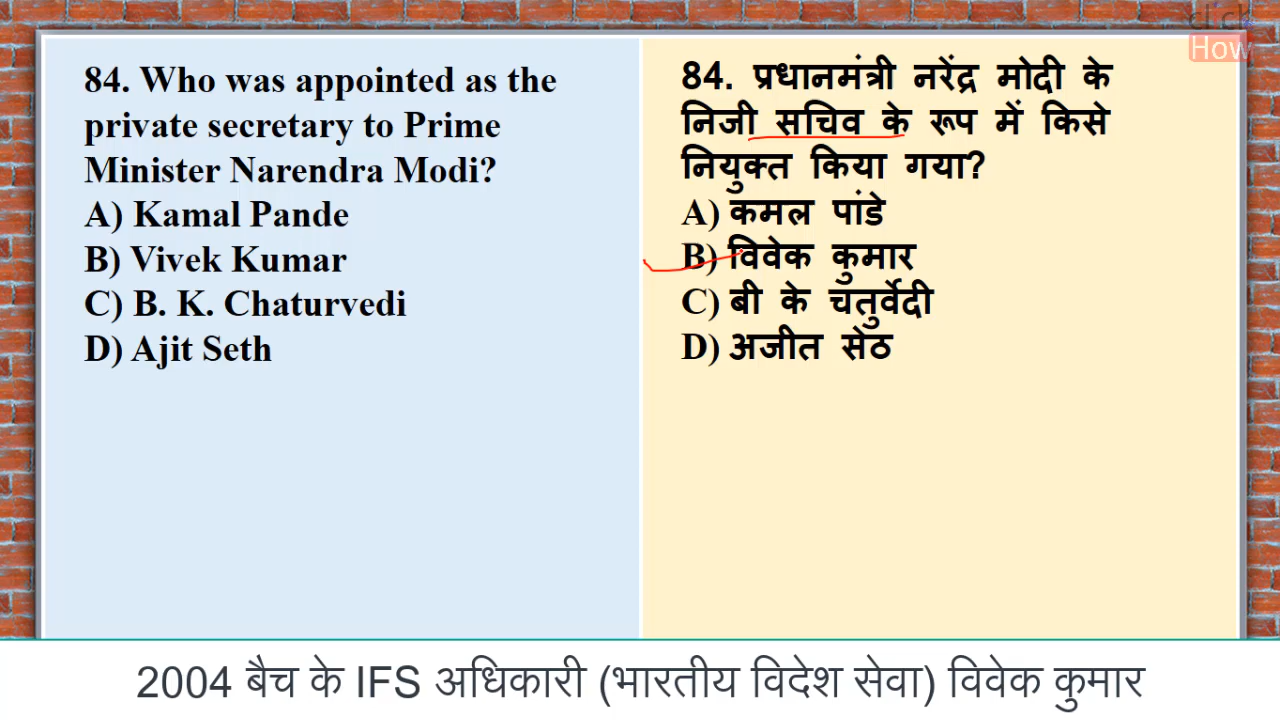 click
How
84. Who was appointed as the
private secretary to Prime
Minister Narendra Modi?
A) Kamal Pande
B) Vivek Kumar
C) B. K. Chaturvedi
D) Ajit Seth
84. प्रधानमंत्री नरेंद्र मोदी के
निजी सचिव के रूप में किसे
नियुक्त किया गया?
A) कमल पांडे
B) विवेक कुमार
C) बी के चतुर्वेदी
D) अजीत सेठ
2004 बैच के IFS अधिकारी (भारतीय विदेश सेवा) विवेक कुमार